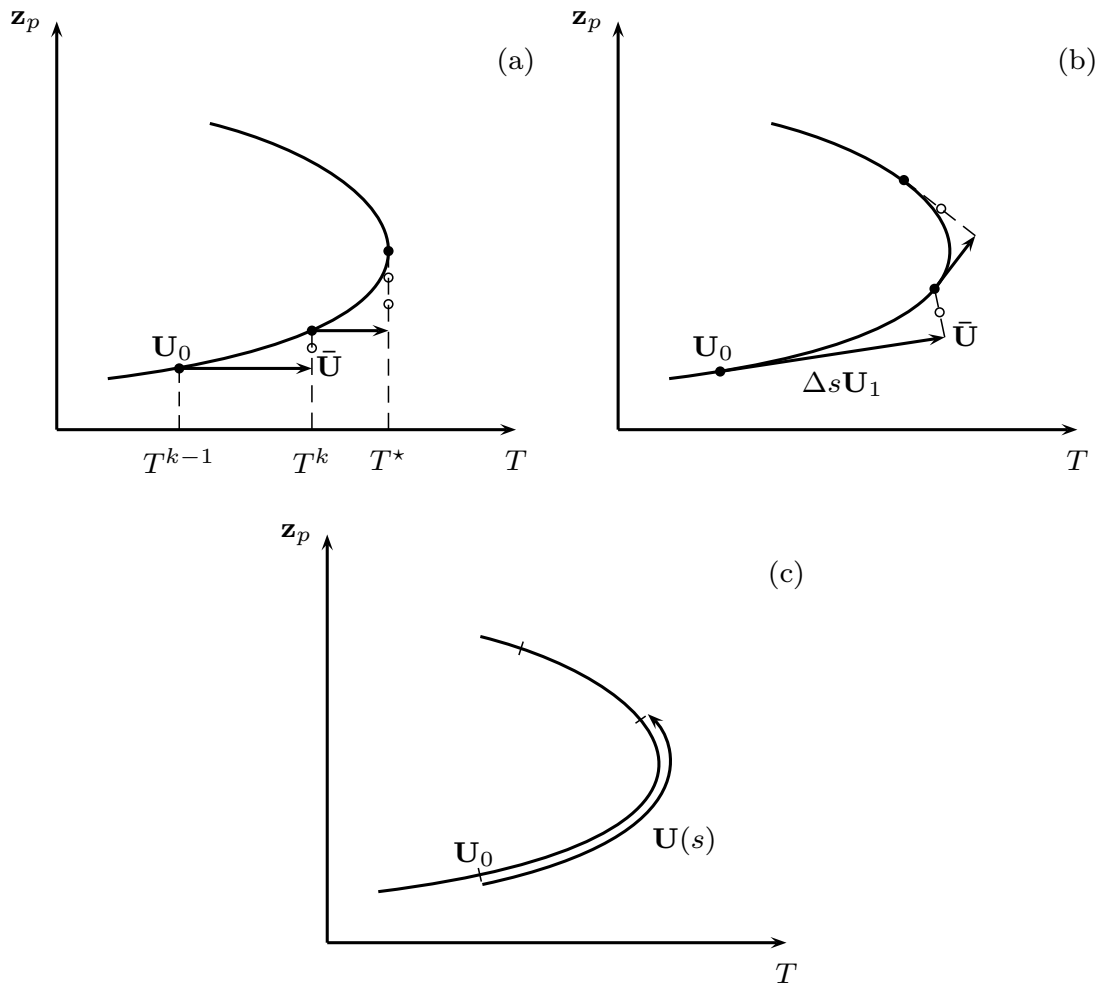 z_p
(a)
U_0
Ū
T^{k−1}
T^k
T^⋆
T
z_p
(b)
U_0
Ū
ΔsU_1
T
z_p
(c)
U_0
U(s)
T